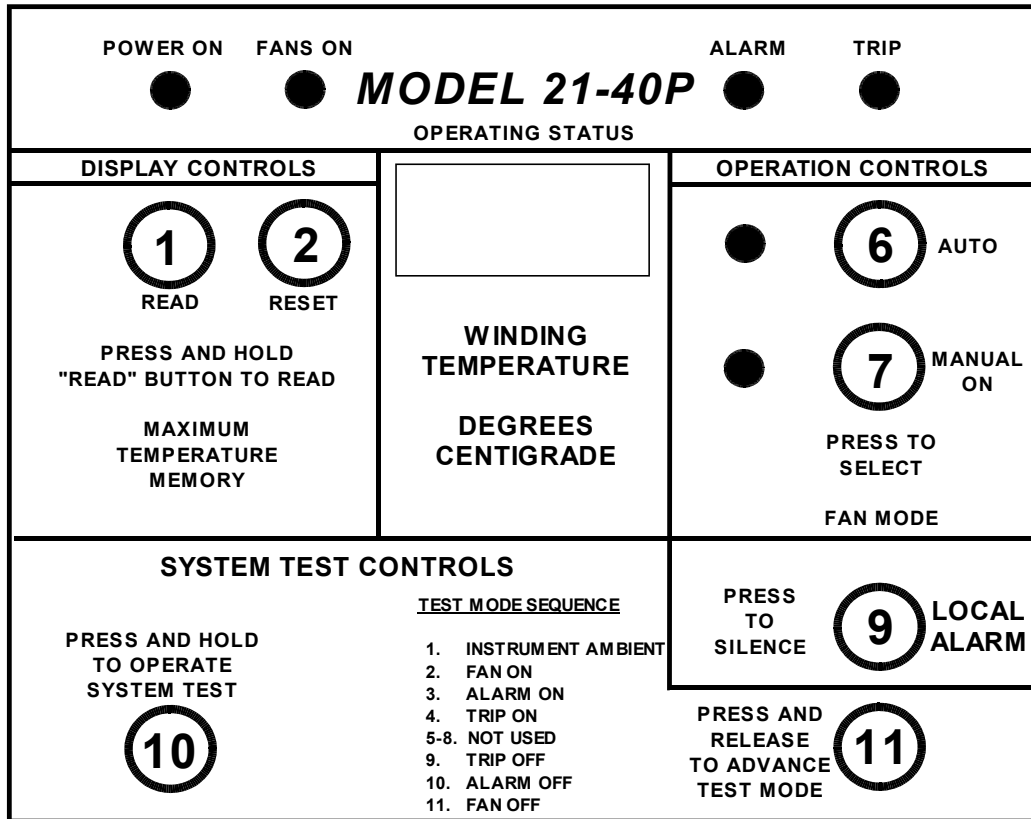 POWER ON
FANS ON
MODEL 21-40P
ALARM
TRIP
OPERATING STATUS
DISPLAY CONTROLS
1
READ
2
RESET
PRESS AND HOLD
"READ" BUTTON TO READ
MAXIMUM
TEMPERATURE
MEMORY
WINDING
TEMPERATURE
DEGREES
CENTIGRADE
OPERATION CONTROLS
6
AUTO
7
MANUAL
ON
PRESS TO
SELECT
FAN MODE
SYSTEM TEST CONTROLS
PRESS AND HOLD
TO OPERATE
SYSTEM TEST
10
TEST MODE SEQUENCE
1. INSTRUMENT AMBIENT
2. FAN ON
3. ALARM ON
4. TRIP ON
5-8. NOT USED
9. TRIP OFF
10. ALARM OFF
11. FAN OFF
PRESS
TO
SILENCE
9
LOCAL
ALARM
PRESS AND
RELEASE
TO ADVANCE
TEST MODE
11